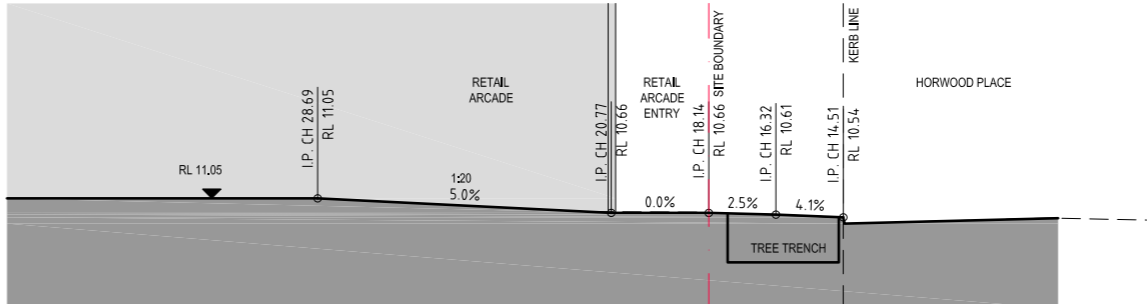 RL 11.05
I.P. CH 28.69
RL 11.05
RETAIL
ARCADE
1:20
5.0%
I.P. CH 20.77
RL 10.66
RETAIL
ARCADE
ENTRY
0.0%
I.P. CH 18.14
RL 10.66
SITE BOUNDARY
2.5%
I.P. CH 16.32
RL 10.61
4.1%
TREE TRENCH
I.P. CH 14.51
RL 10.54
KERB LINE
HORWOOD PLACE